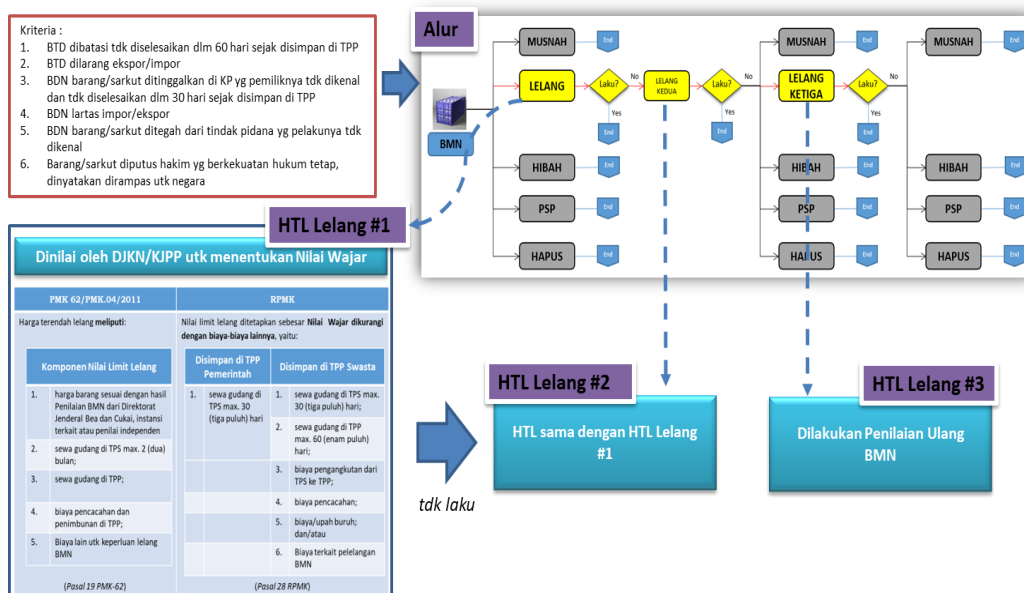 Kriteria :
1. BTD dibatasi tdk diselesaikan dlm 60 hari sejak disimpan di TPP
2. BTD dilarang ekspor/impor
3. BDN barang/sarkut ditinggalkan di KP yg pemiliknya tdk dikenal
dan tdk diselesaikan dlm 30 hari sejak disimpan di TPP
4. BDN lartas impor/ekspor
5. BDN barang/sarkut ditegah dari tindak pidana yg pelakunya tdk
dikenal
6. Barang/sarkut diputus hakim yg berkekuatan hukum tetap,
dinyatakan dirampas utk negara
Alur
MUSNAH
End
MUSNAH
End
MUSNAH
End
BMN
LELANG
Laku?
No
Yes
End
LELANG
KEDUA
Laku?
No
Yes
End
LELANG
KETIGA
Laku?
No
Yes
End
HIBAH
End
HIBAH
End
HIBAH
End
PSP
End
PSP
End
PSP
End
HAPUS
End
HAPUS
End
HAPUS
End
HTL Lelang #1
Dinilai oleh DJKN/KJPP utk menentukan Nilai Wajar
PMK 62/PMK.04/2011
Harga terendah lelang meliputi:
Komponen Nilai Limit Lelang
1. harga barang sesuai dengan hasil
Penilaian BMN dari Direktorat
Jenderal Bea dan Cukai, instansi
terkait atau penilai independen
2. sewa gudang di TPS max. 2 (dua)
bulan;
3. sewa gudang di TPP;
4. biaya pencacahan dan
penimbunan di TPP;
5. Biaya lain utk keperluan lelang
BMN
(Pasal 19 PMK-62)
RPMK
Nilai limit lelang ditetapkan sebesar Nilai Wajar dikurangi
dengan biaya-biaya lainnya, yaitu:
Disimpan di TPP
Pemerintah
1. sewa gudang di
TPS max. 30
(tiga puluh) hari
Disimpan di TPP Swasta
1. sewa gudang di TPS max.
30 (tiga puluh) hari;
2. sewa gudang di TPP
max. 60 (enam puluh)
hari;
3. biaya pengangkutan dari
TPS ke TPP;
4. biaya pencacahan;
5. biaya/upah buruh;
dan/atau
6. Biaya terkait pelelangan
BMN
(Pasal 28 RPMK)
tdk laku
HTL Lelang #2
HTL sama dengan HTL Lelang
#1
HTL Lelang #3
Dilakukan Penilaian Ulang
BMN